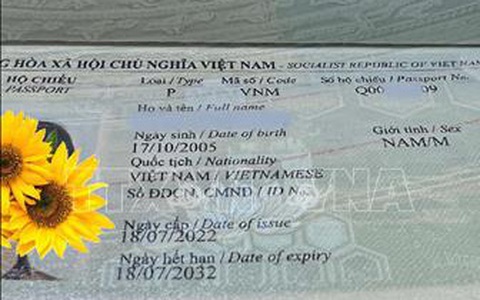 G HÒA XÃ HỘI CHỦ NGHĨA VIỆT NAM - SOCIALIST REPUBLIC OF VIET NAM
HỘ CHIẾU
PASSPORT
Loại / Type
P
Mã số / Code
VNM
Số hộ chiếu / Passport No.
Q00 09
Họ và tên / Full name
Ngày sinh / Date of birth
17/10/2005
Giới tính / Sex
NAM/M
Quốc tịch / Nationality
VIỆT NAM / VIETNAMESE
Số ĐDCN, CMND / ID No.
Ngày cấp / Date of issue
18/07/2022
Ngày hết hạn / Date of expiry
18/07/2032